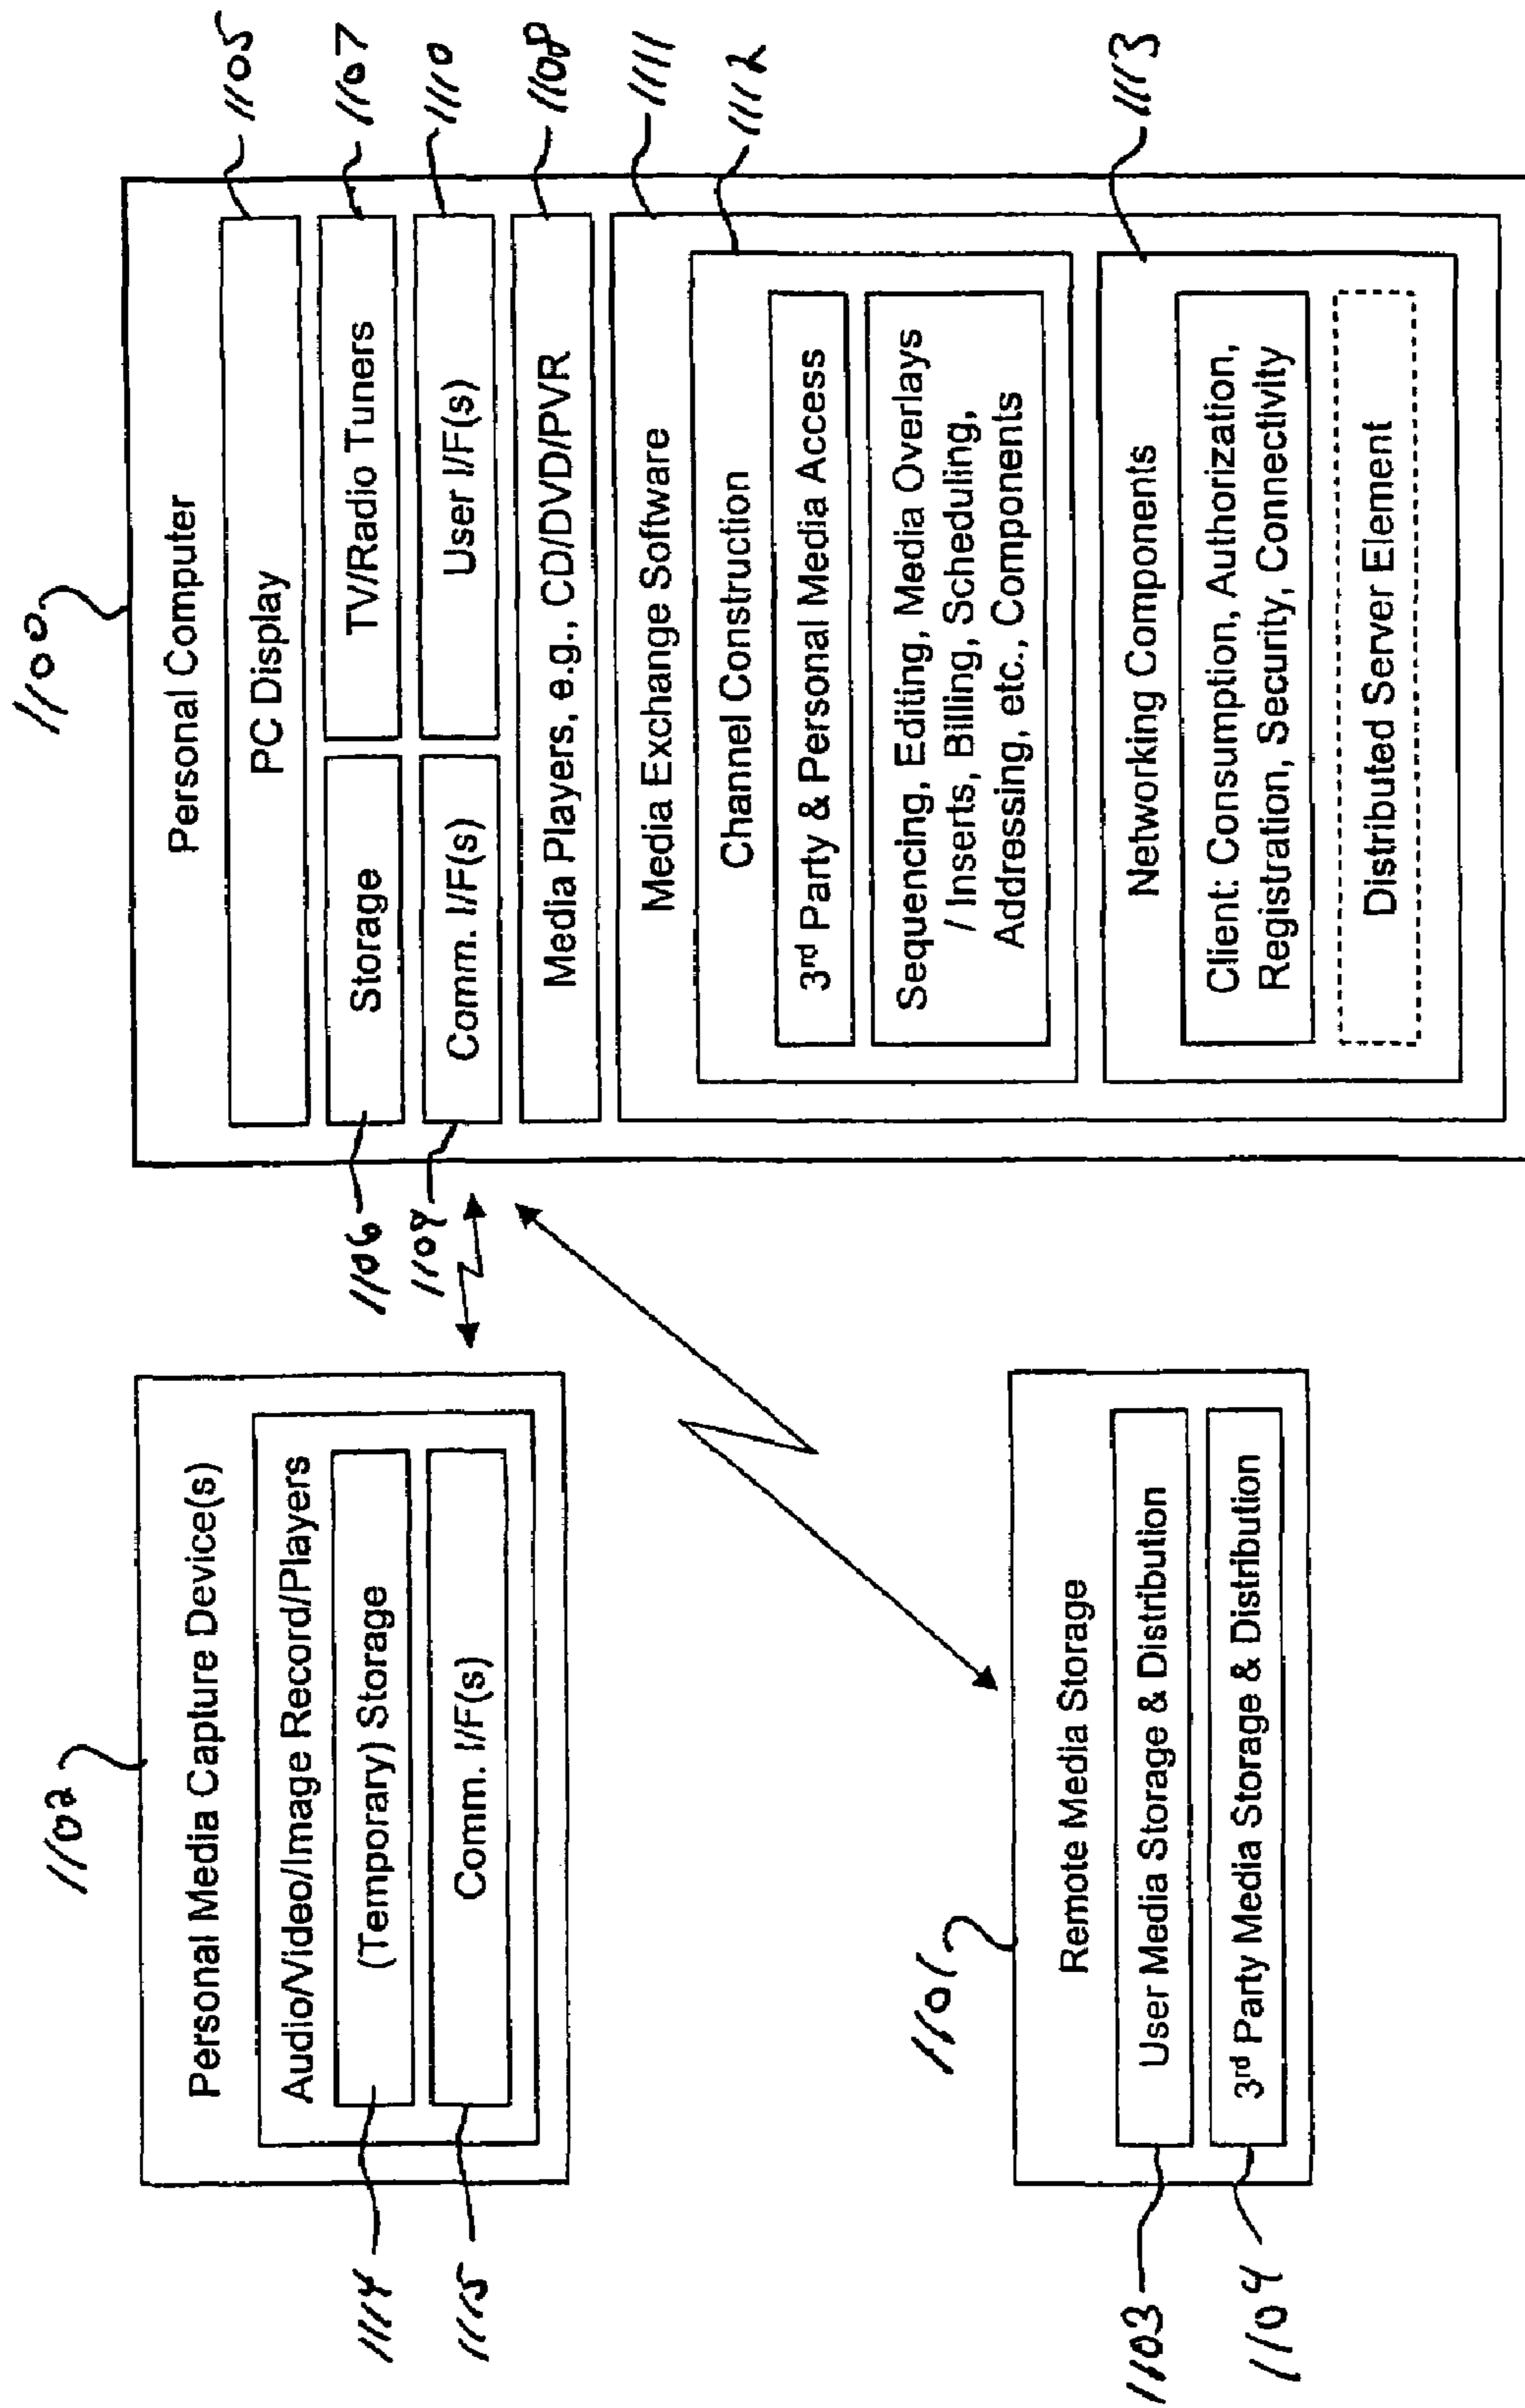 1102
Personal Media Capture Device(s)
Audio/Video/Image Record/Players
(Temporary) Storage
Comm. I/F(s)
1114
1115
1101
Remote Media Storage
User Media Storage & Distribution
3rd Party Media Storage & Distribution
1103
1104
1100
Personal Computer
PC Display
1105
1106
Storage
TV/Radio Tuners
1107
1109
Comm. I/F(s)
User I/F(s)
1110
Media Players, e.g., CD/DVD/PVR
1108
Media Exchange Software
1111
Channel Construction
1112
3rd Party & Personal Media Access
Sequencing, Editing, Media Overlays
/ Inserts, Billing, Scheduling,
Addressing, etc., Components
Networking Components
1113
Client: Consumption, Authorization,
Registration, Security, Connectivity
Distributed Server Element